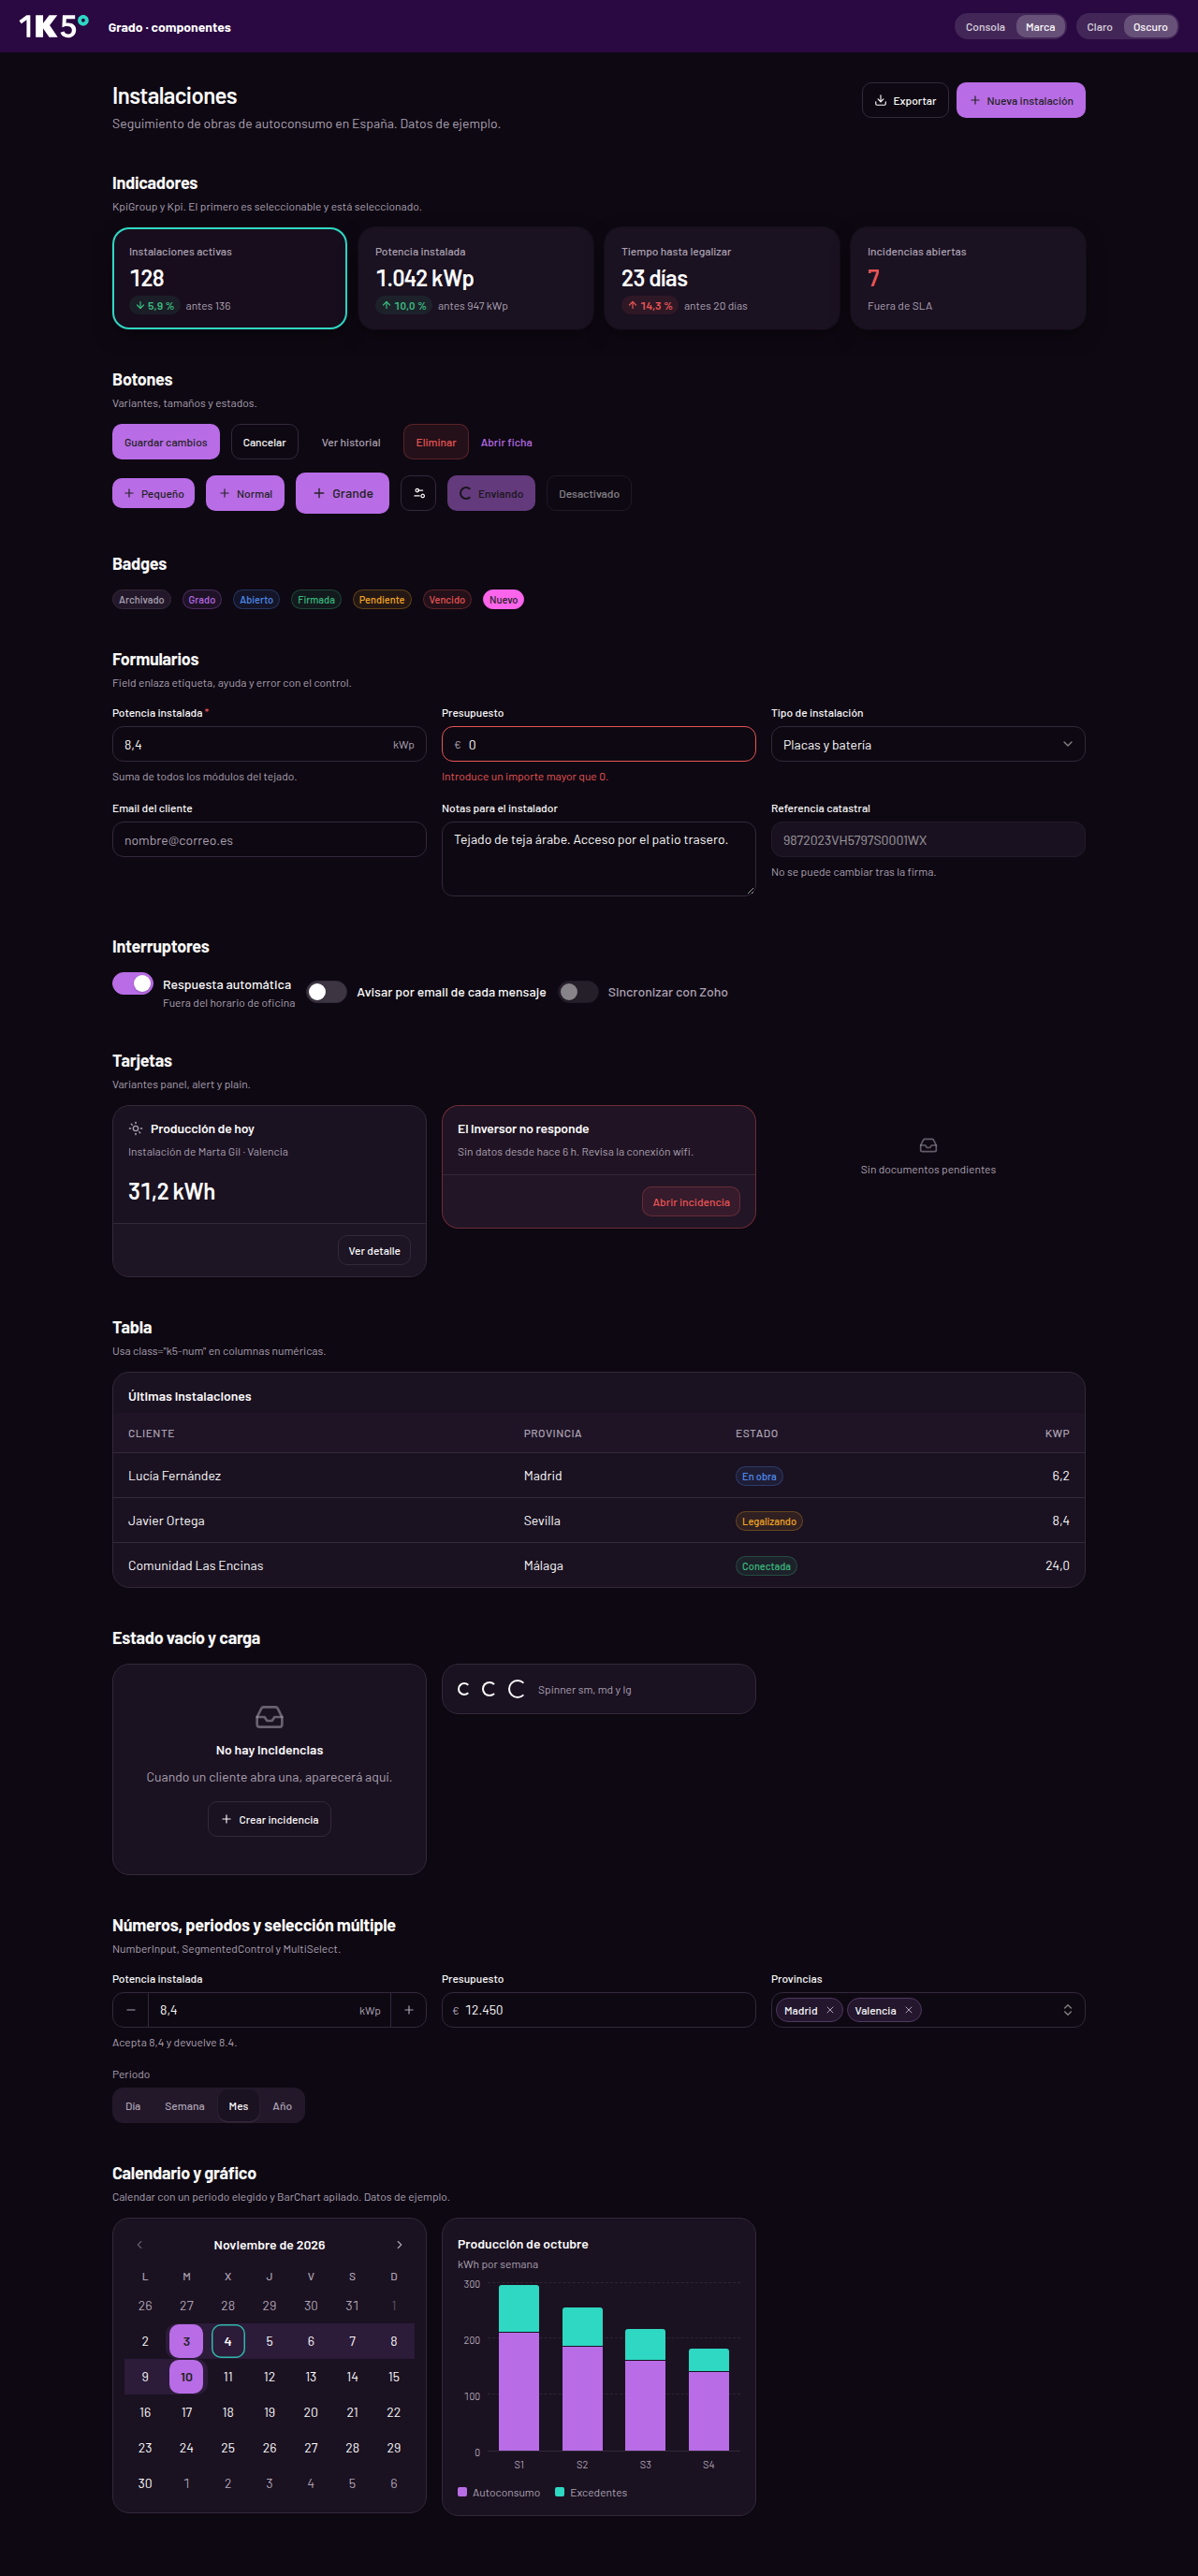 1K5°
Grado · componentes
Consola Marca Claro Oscuro
Instalaciones
Exportar
Nueva instalación
Seguimiento de obras de autoconsumo en España. Datos de ejemplo.
Indicadores
KpiGroup y Kpi. El primero es seleccionable y está seleccionado.
Instalaciones activas
128
↓ 5,9 % antes 136
Potencia instalada
1.042 kWp
↑ 10,0 % antes 947 kWp
Tiempo hasta legalizar
23 días
↑ 14,3 % antes 20 días
Incidencias abiertas
7
Fuera de SLA
Botones
Variantes, tamaños y estados.
Guardar cambios Cancelar Ver historial Eliminar Abrir ficha
Pequeño Normal Grande Enviando Desactivado
Badges
Archivado Grado Abierto Firmada Pendiente Vencido Nuevo
Formularios
Field enlaza etiqueta, ayuda y error con el control.
Potencia instalada *
8,4 kWp
Suma de todos los módulos del tejado.
Presupuesto
€ 0
Introduce un importe mayor que 0.
Tipo de instalación
Placas y batería
Email del cliente
nombre@correo.es
Notas para el instalador
Tejado de teja árabe. Acceso por el patio trasero.
Referencia catastral
9872023VH5797S0001WX
No se puede cambiar tras la firma.
Interruptores
Respuesta automática
Fuera del horario de oficina
Avisar por email de cada mensaje
Sincronizar con Zoho
Tarjetas
Variantes panel, alert y plain.
Producción de hoy
Instalación de Marta Gil · Valencia
31,2 kWh
Ver detalle
El inversor no responde
Sin datos desde hace 6 h. Revisa la conexión wifi.
Abrir incidencia
Sin documentos pendientes
Tabla
Usa class="k5-num" en columnas numéricas.
Últimas instalaciones
CLIENTE PROVINCIA ESTADO KWP
Lucía Fernández Madrid En obra 6,2
Javier Ortega Sevilla Legalizando 8,4
Comunidad Las Encinas Málaga Conectada 24,0
Estado vacío y carga
No hay incidencias
Cuando un cliente abra una, aparecerá aquí.
Crear incidencia
Spinner sm, md y lg
Números, periodos y selección múltiple
NumberInput, SegmentedControl y MultiSelect.
Potencia instalada
− 8,4 kWp +
Acepta 8,4 y devuelve 8.4.
Presupuesto
€ 12.450
Provincias
Madrid × Valencia ×
Periodo
Día Semana Mes Año
Calendario y gráfico
Calendar con un periodo elegido y BarChart apilado. Datos de ejemplo.
Noviembre de 2026
L M X J V S D
26 27 28 29 30 31 1
2 3 4 5 6 7 8
9 10 11 12 13 14 15
16 17 18 19 20 21 22
23 24 25 26 27 28 29
30 1 2 3 4 5 6
Producción de octubre
kWh por semana
300
200
100
0
S1 S2 S3 S4
Autoconsumo Excedentes